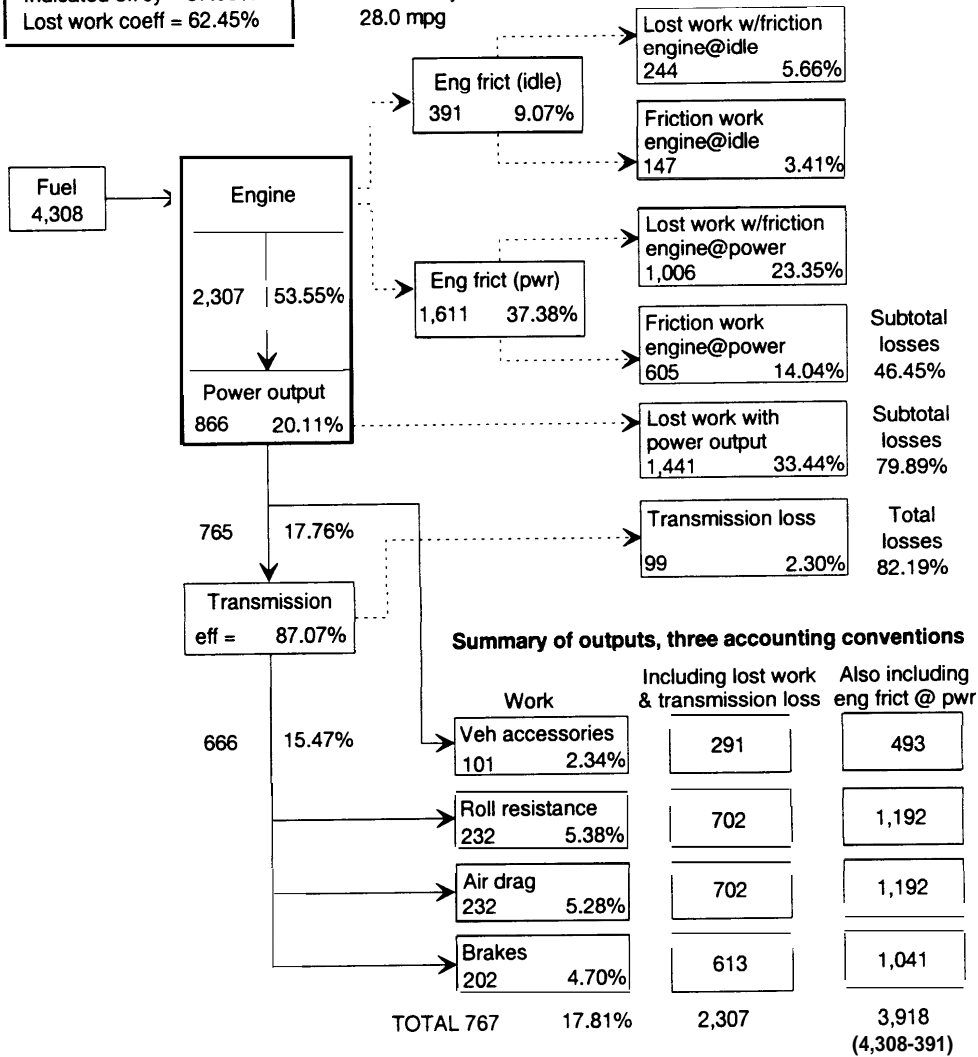 Lost work coeff = 62.45%
28.0 mpg
Lost work w/friction
engine@idle
244 5.66%
Eng frict (idle)
391 9.07%
Friction work
engine@idle
147 3.41%
Fuel
4,308
Engine
2,307 53.55%
Power output
866 20.11%
Lost work w/friction
engine@power
1,006 23.35%
Eng frict (pwr)
1,611 37.38%
Friction work
engine@power
605 14.04%
Subtotal
losses
46.45%
Lost work with
power output
1,441 33.44%
Subtotal
losses
79.89%
765 17.76%
Transmission loss
99 2.30%
Total
losses
82.19%
Transmission
eff = 87.07%
666 15.47%
Summary of outputs, three accounting conventions
Work
Including lost work
& transmission loss
Also including
eng frict @ pwr
Veh accessories
101 2.34%
291
493
Roll resistance
232 5.38%
702
1,192
Air drag
232 5.28%
702
1,192
Brakes
202 4.70%
613
1,041
TOTAL 767 17.81% 2,307 3,918
(4,308-391)